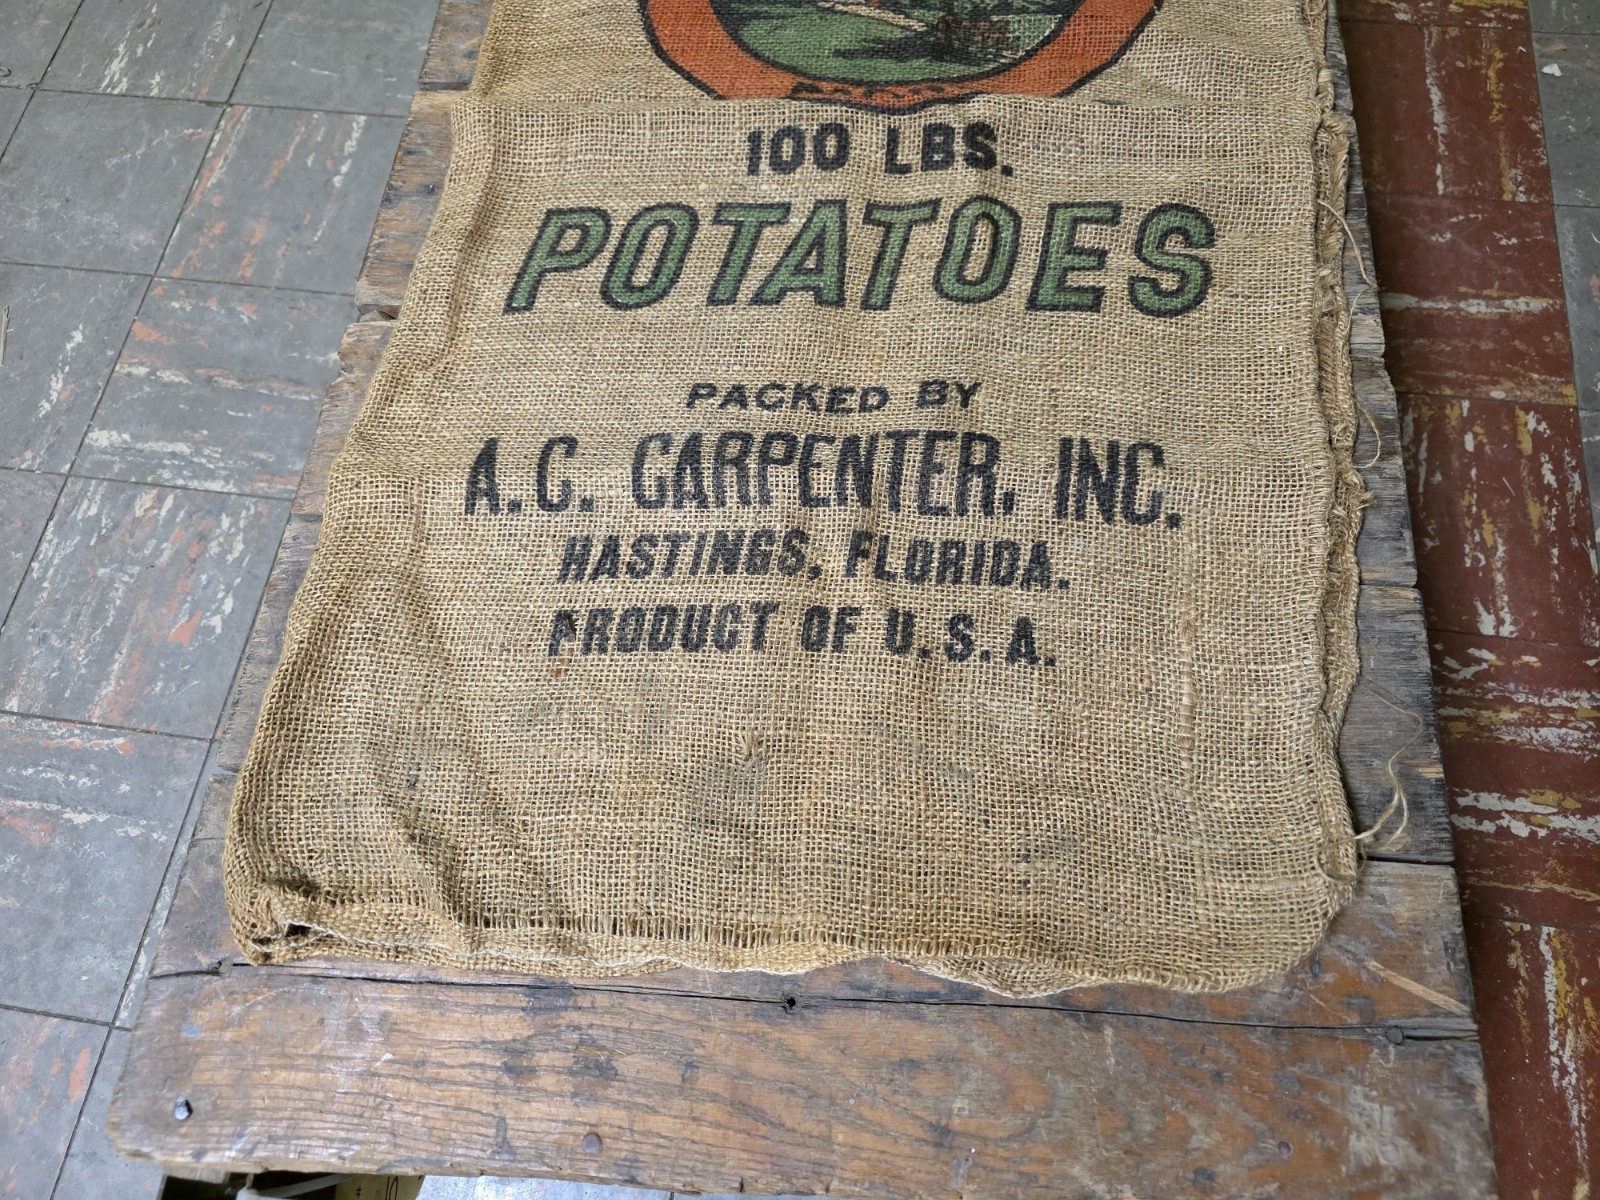 100 LBS.
POTATOES
PACKED BY
A.C. CARPENTER, INC.
HASTINGS, FLORIDA.
PRODUCT OF U.S.A.